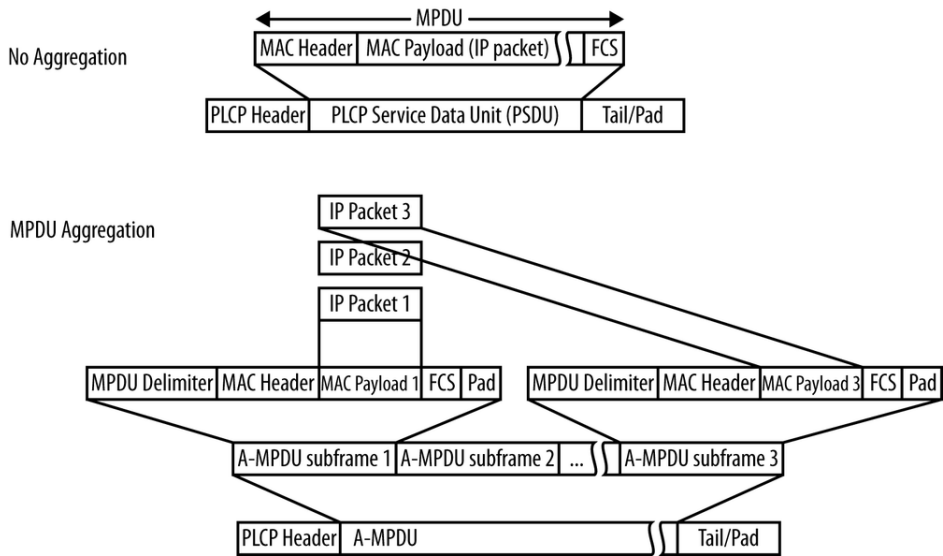 MPDU
No Aggregation
MAC Header MAC Payload (IP packet) FCS
PLCP Header PLCP Service Data Unit (PSDU) Tail/Pad
IP Packet 3
MPDU Aggregation
IP Packet 2
IP Packet 1
MPDU Delimiter MAC Header MAC Payload 1 FCS Pad MPDU Delimiter MAC Header MAC Payload 3 FCS Pad
A-MPDU subframe 1 A-MPDU subframe 2 ... A-MPDU subframe 3
PLCP Header A-MPDU Tail/Pad